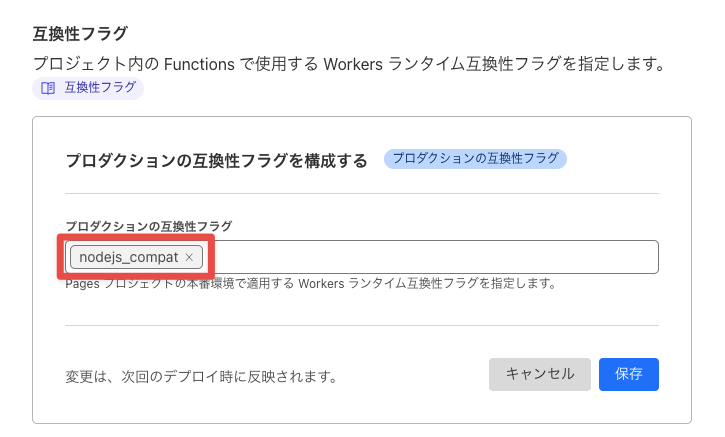 互換性フラグ
プロジェクト内の Functions で使用する Workers ランタイム互換性フラグを指定します。
互換性フラグ
プロダクションの互換性フラグを構成する プロダクションの互換性フラグ
プロダクションの互換性フラグ
nodejs_compat ×
Pages プロジェクトの本番環境で適用する Workers ランタイム互換性フラグを指定します。
変更は、次回のデプロイ時に反映されます。 キャンセル 保存